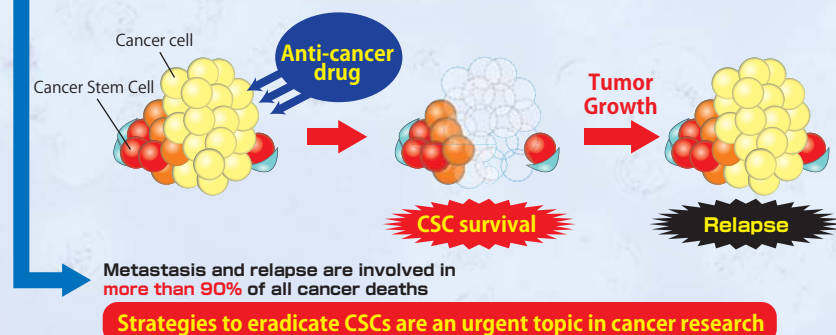 Cancer cell
Cancer Stem Cell
Anti-cancer
drug
Tumor
Growth
CSC survival
Relapse
Metastasis and relapse are involved in
more than 90% of all cancer deaths
Strategies to eradicate CSCs are an urgent topic in cancer research